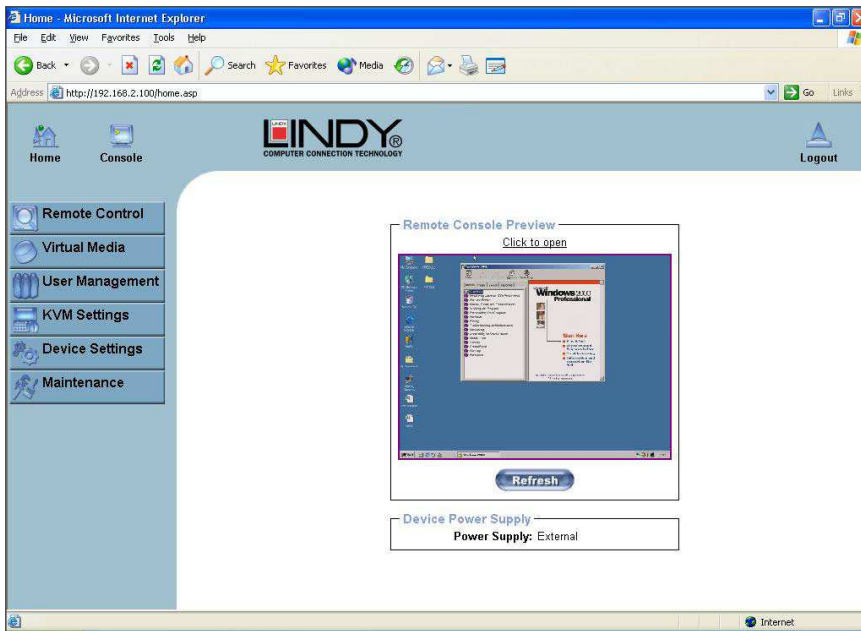 Home - Microsoft Internet Explorer
File Edit View Favorites Tools Help
Back Search Favorites Media
Address http://192.168.2.100/home.asp Go Links
Home Console
LINDY®
COMPUTER CONNECTION TECHNOLOGY
Logout
Remote Control
Virtual Media
User Management
KVM Settings
Device Settings
Maintenance
Remote Console Preview
Click to open
Windows 2000
Professional
Start Here
Refresh
Device Power Supply
Power Supply: External
Internet